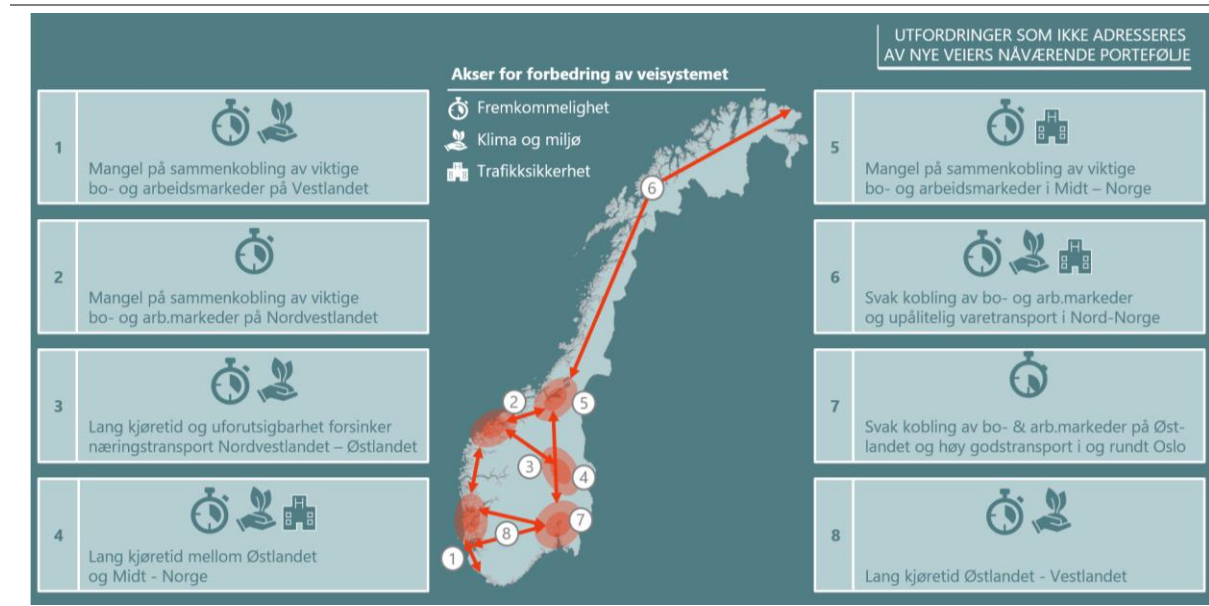 UTFORDRINGER SOM IKKE ADRESSERES
AV NYE VEIERS NÅVÆRENDE PORTEFØLJE
Akser for forbedring av veisystemet
Fremkommelighet
Klima og miljø
Trafikksikkerhet
1
Mangel på sammenkobling av viktige
bo- og arbeidsmarkeder på Vestlandet
2
Mangel på sammenkobling av viktige
bo- og arb.markeder på Nordvestlandet
3
Lang kjøretid og uforutsigbarhet forsinker
næringstransport Nordvestlandet – Østlandet
4
Lang kjøretid mellom Østlandet
og Midt - Norge
6
2
5
3
4
7
8
1
5
H
Mangel på sammenkobling av viktige
bo- og arbeidsmarkeder i Midt – Norge
6
H
Svak kobling av bo- og arb.markeder
og upålitelig varetransport i Nord-Norge
7
Svak kobling av bo- & arb.markeder på Øst-
landet og høy godstransport i og rundt Oslo
8
Lang kjøretid Østlandet - Vestlandet